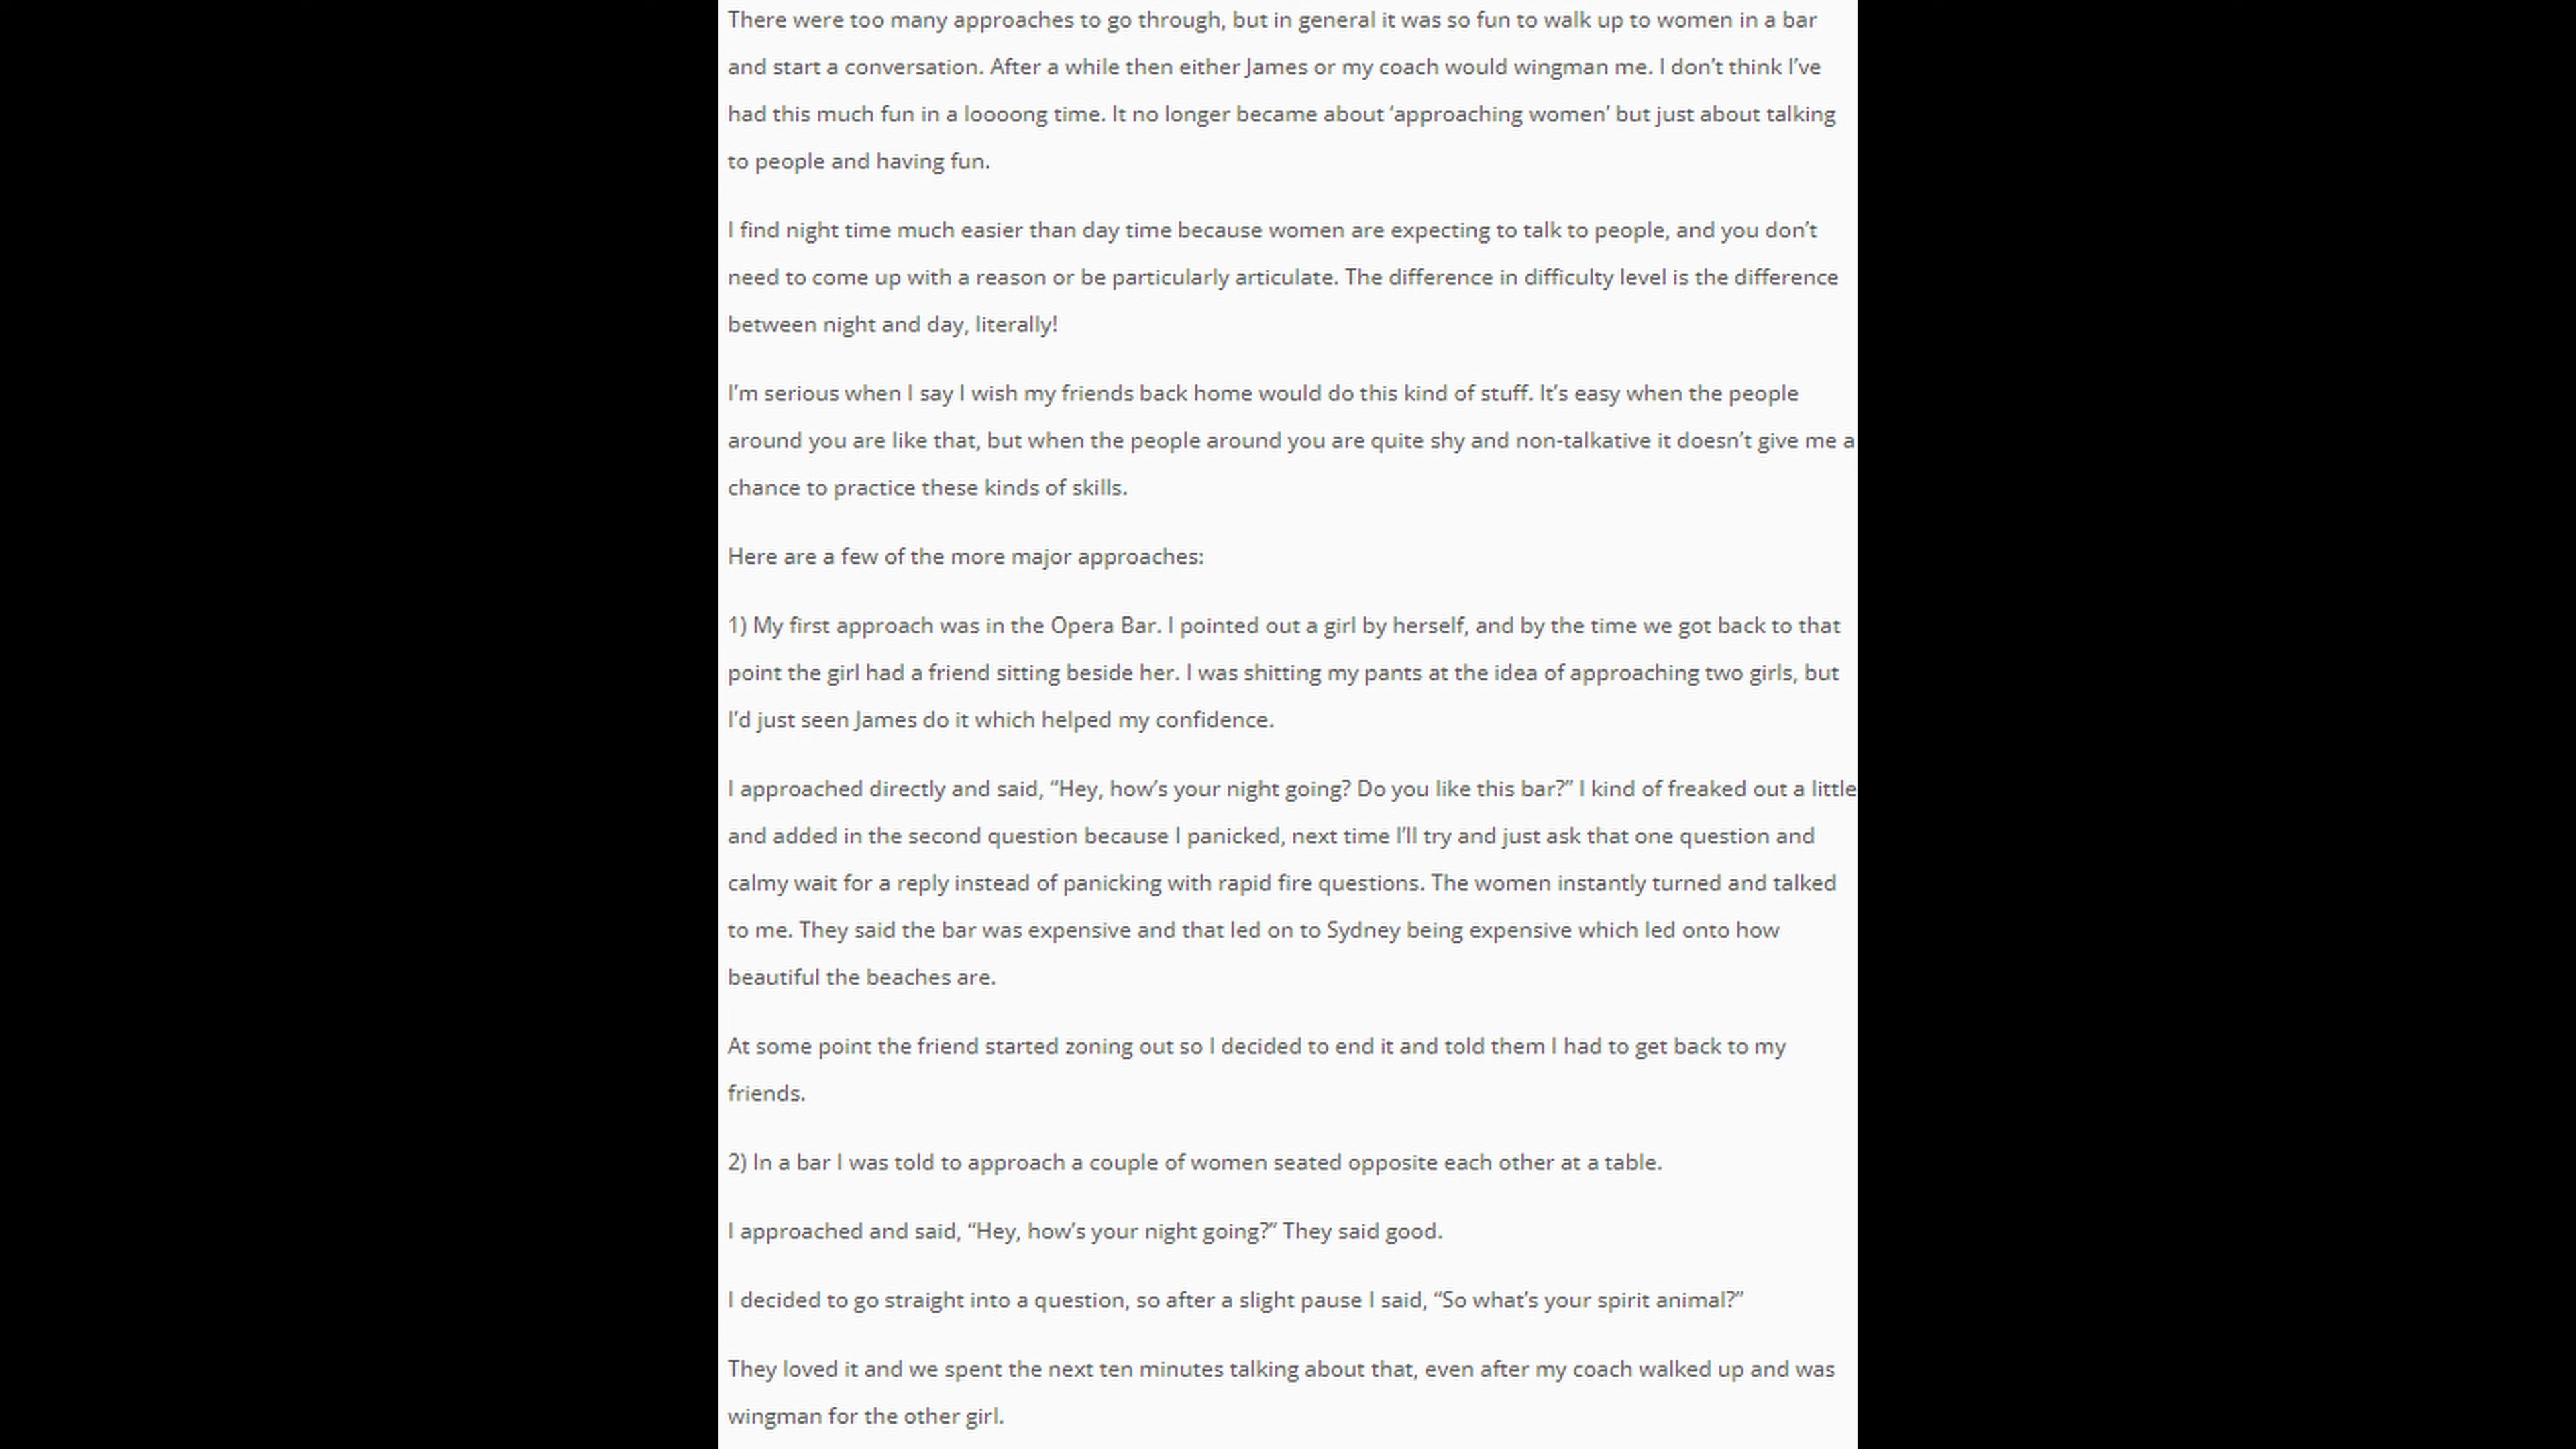 There were too many approaches to go through, but in general it was so fun to walk up to women in a bar
and start a conversation. After a while then either James or my coach would wingman me. I don’t think I’ve
had this much fun in a loooong time. It no longer became about ‘approaching women’ but just about talking
to people and having fun.
I find night time much easier than day time because women are expecting to talk to people, and you don’t
need to come up with a reason or be particularly articulate. The difference in difficulty level is the difference
between night and day, literally!
I’m serious when I say I wish my friends back home would do this kind of stuff. It’s easy when the people
around you are like that, but when the people around you are quite shy and non-talkative it doesn’t give me a
chance to practice these kinds of skills.
Here are a few of the more major approaches:
1) My first approach was in the Opera Bar. I pointed out a girl by herself, and by the time we got back to that
point the girl had a friend sitting beside her. I was shitting my pants at the idea of approaching two girls, but
I’d just seen James do it which helped my confidence.
I approached directly and said, “Hey, how’s your night going? Do you like this bar?” I kind of freaked out a little
and added in the second question because I panicked, next time I’ll try and just ask that one question and
calmy wait for a reply instead of panicking with rapid fire questions. The women instantly turned and talked
to me. They said the bar was expensive and that led on to Sydney being expensive which led onto how
beautiful the beaches are.
At some point the friend started zoning out so I decided to end it and told them I had to get back to my
friends.
2) In a bar I was told to approach a couple of women seated opposite each other at a table.
I approached and said, “Hey, how’s your night going?” They said good.
I decided to go straight into a question, so after a slight pause I said, “So what’s your spirit animal?”
They loved it and we spent the next ten minutes talking about that, even after my coach walked up and was
wingman for the other girl.